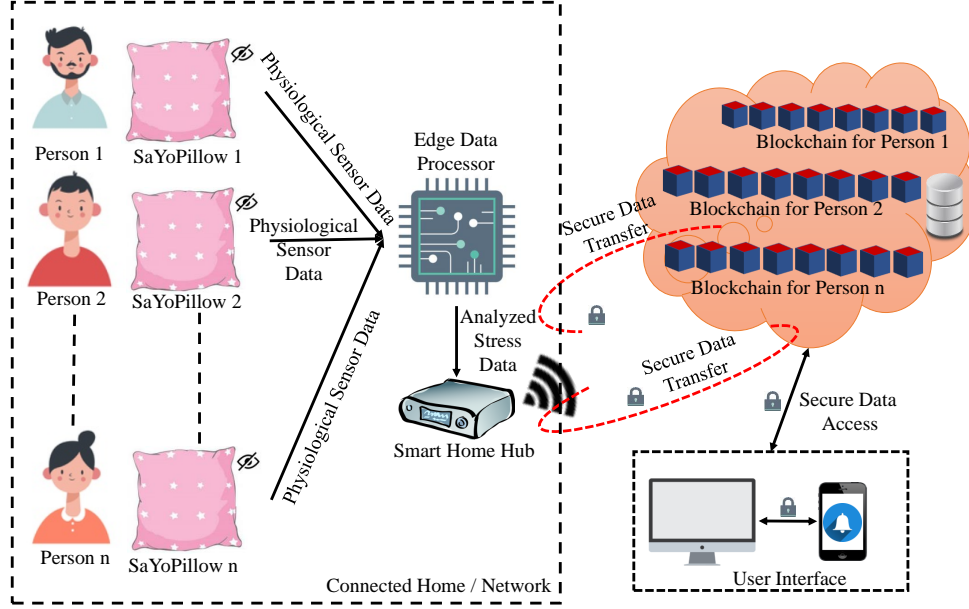 Person 1
SaYoPillow 1
Physiological Sensor Data
Person 2
SaYoPillow 2
Physiological
Sensor
Data
Person n
SaYoPillow n
Physiological Sensor Data
Edge Data
Processor
Analyzed
Stress
Data
Smart Home Hub
Connected Home / Network
Secure Data
Transfer
Secure Data
Transfer
Blockchain for Person 1
Blockchain for Person 2
Blockchain for Person n
Secure Data
Access
User Interface